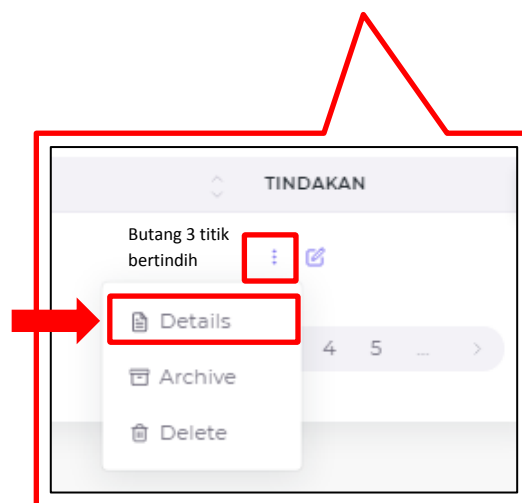 TINDAKAN
Butang 3 titik
bertindih
Details
4 5 ... >
Archive
Delete